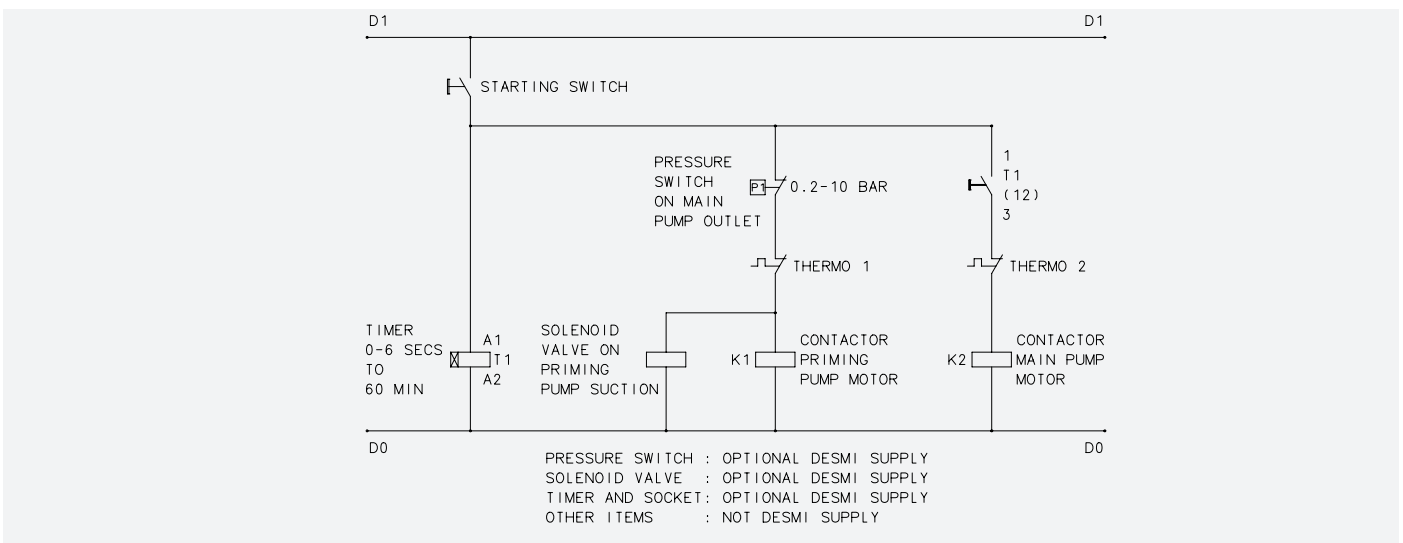 D1 D1
STARTING SWITCH
PRESSURE
SWITCH
ON MAIN
PUMP OUTLET
P1
0.2-10 BAR
1
T1
(12)
3
THERMO 1
THERMO 2
TIMER
0-6 SECS
TO
60 MIN
A1
T1
A2
SOLENOID
VALVE ON
PRIMING
PUMP SUCTION
K1
CONTACTOR
PRIMING
PUMP MOTOR
K2
CONTACTOR
MAIN PUMP
MOTOR
D0 D0
PRESSURE SWITCH : OPTIONAL DESMI SUPPLY
SOLENOID VALVE : OPTIONAL DESMI SUPPLY
TIMER AND SOCKET: OPTIONAL DESMI SUPPLY
OTHER ITEMS : NOT DESMI SUPPLY